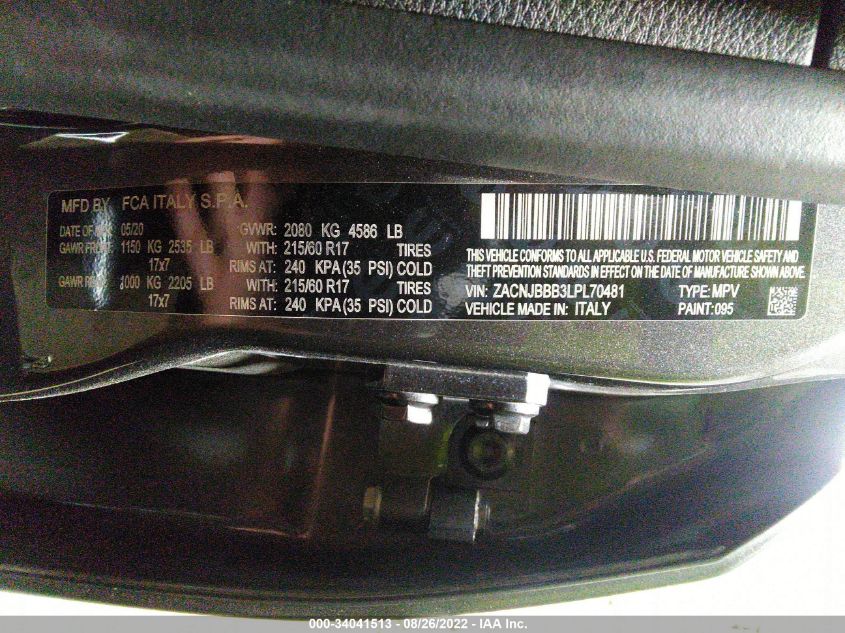 MFD BY FCA ITALY S.P.A.
DATE OF 05/20 GVWR: 2080 KG 4586 LB
GAWR FRONT 1150 KG 2535 LB WITH: 215/60 R17 TIRES
17x7 RIMS AT: 240 KPA (35 PSI) COLD
GAWR 1000 KG 2205 LB WITH: 215/60 R17 TIRES
17x7 RIMS AT: 240 KPA (35 PSI) COLD
THIS VEHICLE CONFORMS TO ALL APPLICABLE U.S. FEDERAL MOTOR VEHICLE SAFETY AND
THEFT PREVENTION STANDARDS IN EFFECT ON THE DATE OF MANUFACTURE SHOWN ABOVE.
VIN: ZACNJBBB3LPL70481 TYPE: MPV
VEHICLE MADE IN: ITALY PAINT: 095
000-34041513 - 08/26/2022 - IAA Inc.